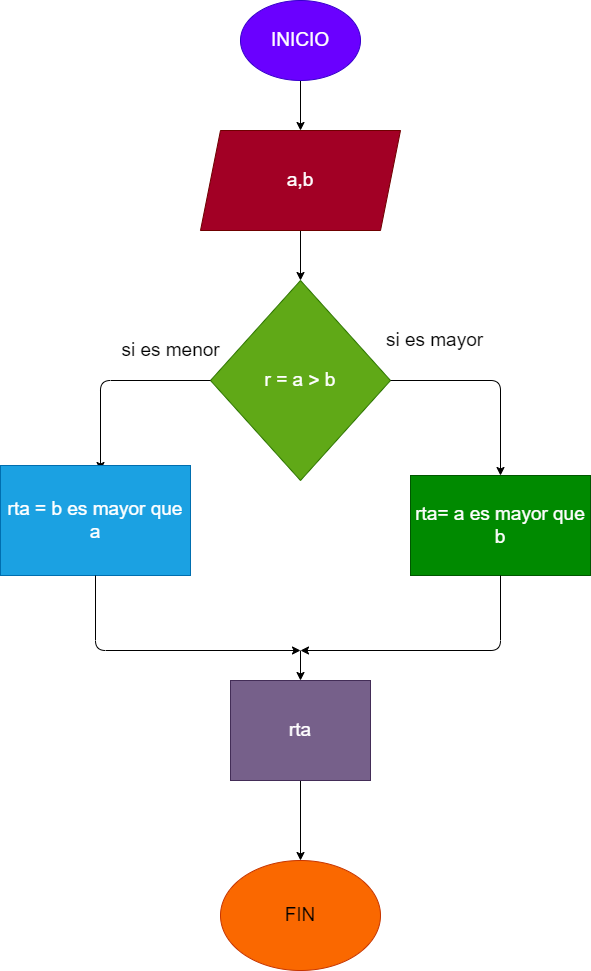 INICIO
a,b
si es menor
si es mayor
r = a > b
rta = b es mayor que
a
rta= a es mayor que
b
rta
FIN